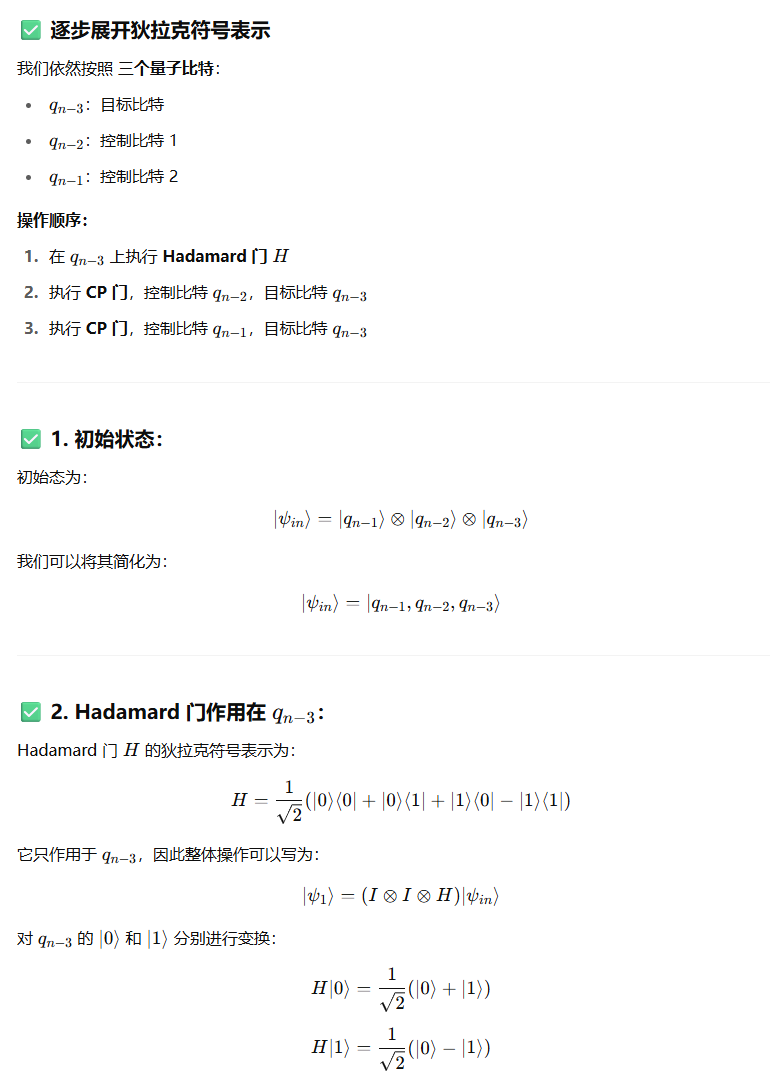 ✅ 逐步展开狄拉克符号表示
我们依然按照 三个量子比特：
• $q_{n-3}$：目标比特
• $q_{n-2}$：控制比特 1
• $q_{n-1}$：控制比特 2
操作顺序：
1. 在 $q_{n-3}$ 上执行 Hadamard 门 $H$
2. 执行 CP 门，控制比特 $q_{n-2}$，目标比特 $q_{n-3}$
3. 执行 CP 门，控制比特 $q_{n-1}$，目标比特 $q_{n-3}$
✅ 1. 初始状态：
初始态为：
$|\psi_{in}\rangle = |q_{n-1}\rangle \otimes |q_{n-2}\rangle \otimes |q_{n-3}\rangle$
我们可以将其简化为：
$|\psi_{in}\rangle = |q_{n-1}, q_{n-2}, q_{n-3}\rangle$
✅ 2. Hadamard 门作用在 $q_{n-3}$：
Hadamard 门 $H$ 的狄拉克符号表示为：
$H = \frac{1}{\sqrt{2}}(|0\rangle\langle 0| + |0\rangle\langle 1| + |1\rangle\langle 0| - |1\rangle\langle 1|)$
它只作用于 $q_{n-3}$，因此整体操作可以写为：
$|\psi_1\rangle = (I \otimes I \otimes H)|\psi_{in}\rangle$
对 $q_{n-3}$ 的 $|0\rangle$ 和 $|1\rangle$ 分别进行变换：
$H|0\rangle = \frac{1}{\sqrt{2}}(|0\rangle + |1\rangle)$
$H|1\rangle = \frac{1}{\sqrt{2}}(|0\rangle - |1\rangle)$